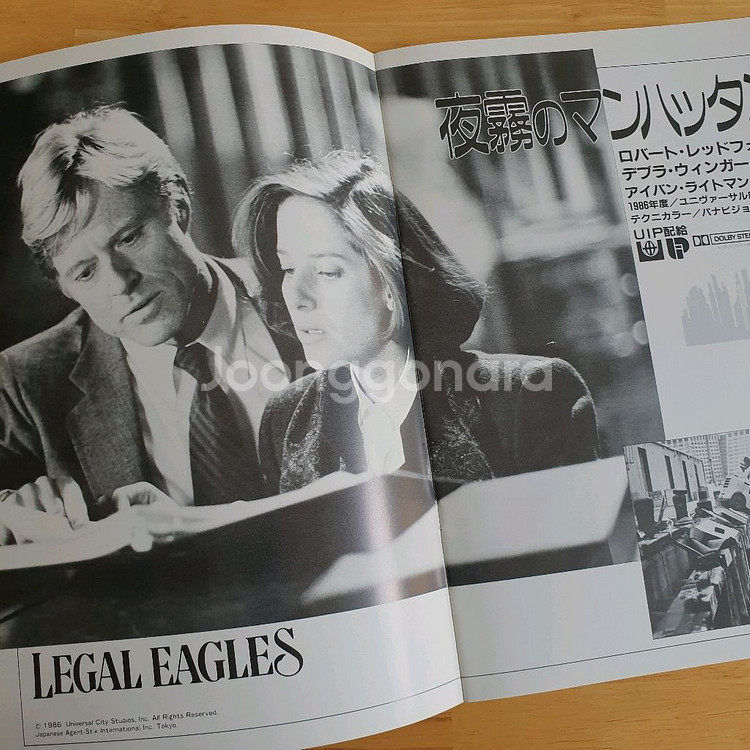 夜霧のマンハッタン
ロバート・レッドフォ
デブラ・ウィンガー
アイバン・ライトマン
1986年度/ユニヴァーサル
テクニカラー/パナビジョ
UIP配給
DOLBY STE
Joonggonara
LEGAL EAGLES
© 1986 Universal City Studios, Inc. All Rights Reserved.
Japanese Agent-Stix International Inc. Tokyo.